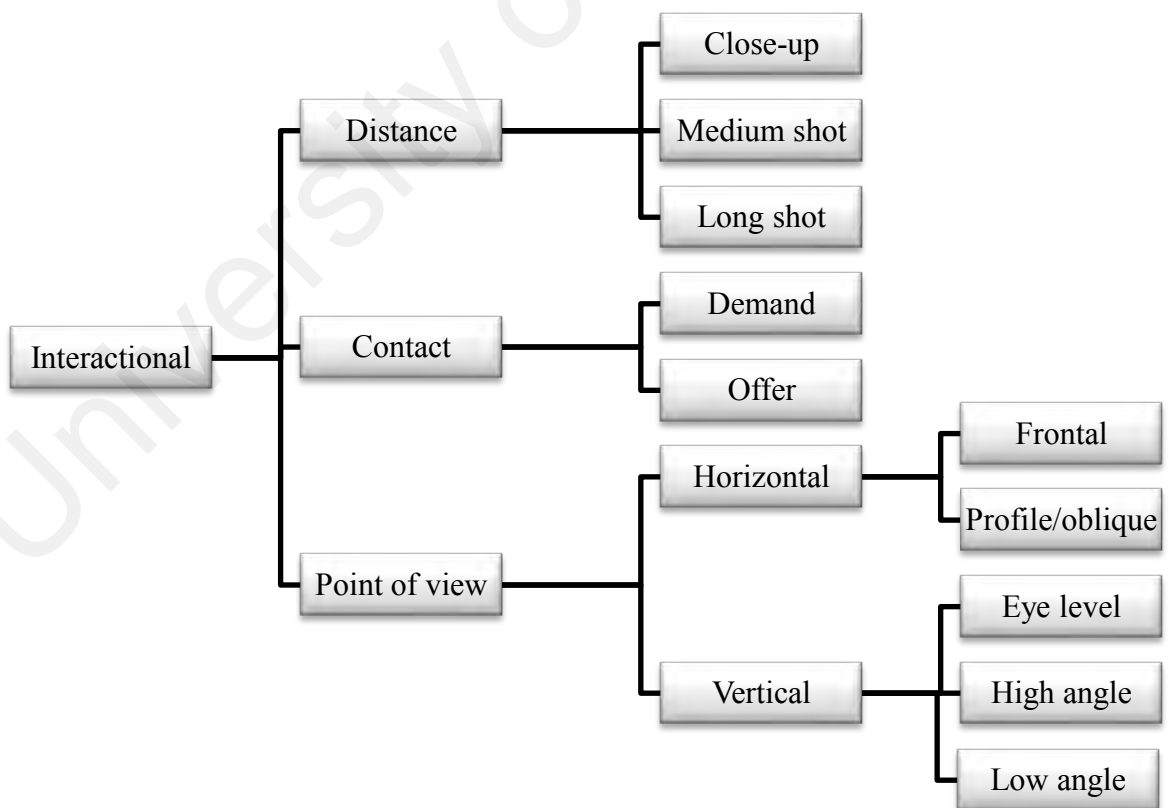 Close-up
Distance
Medium shot
Long shot
Demand
Interactional
Contact
Offer
Frontal
Horizontal
Profile/oblique
Point of view
Eye level
Vertical
High angle
Low angle
University o